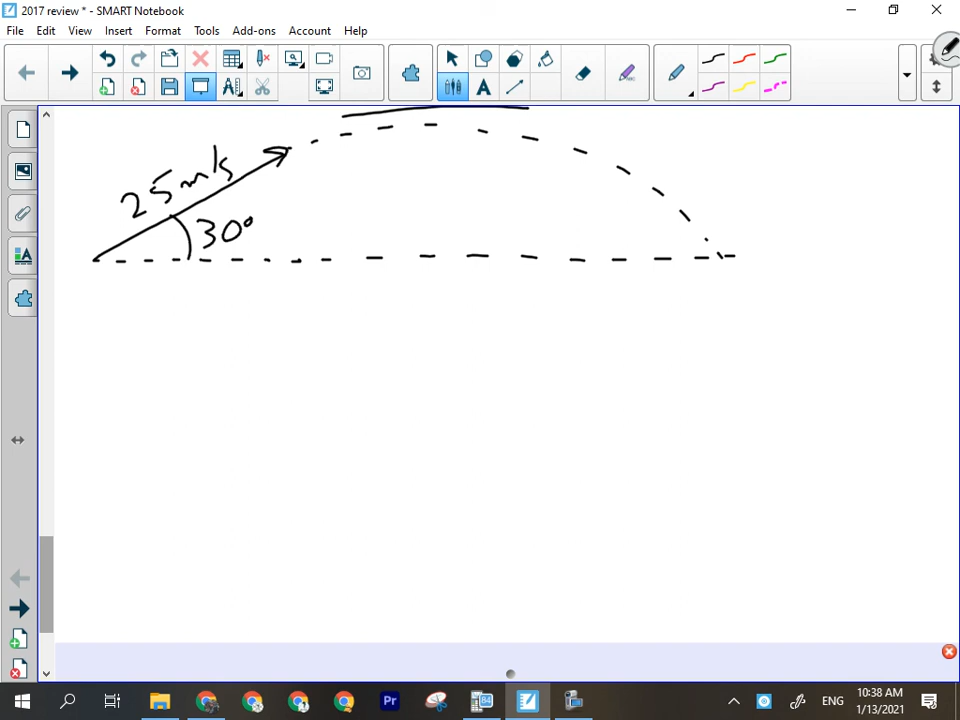 2017 review * - SMART Notebook
File Edit View Insert Format Tools Add-ons Account Help
25 m/s
30°
ENG
10:38 AM
1/13/2021